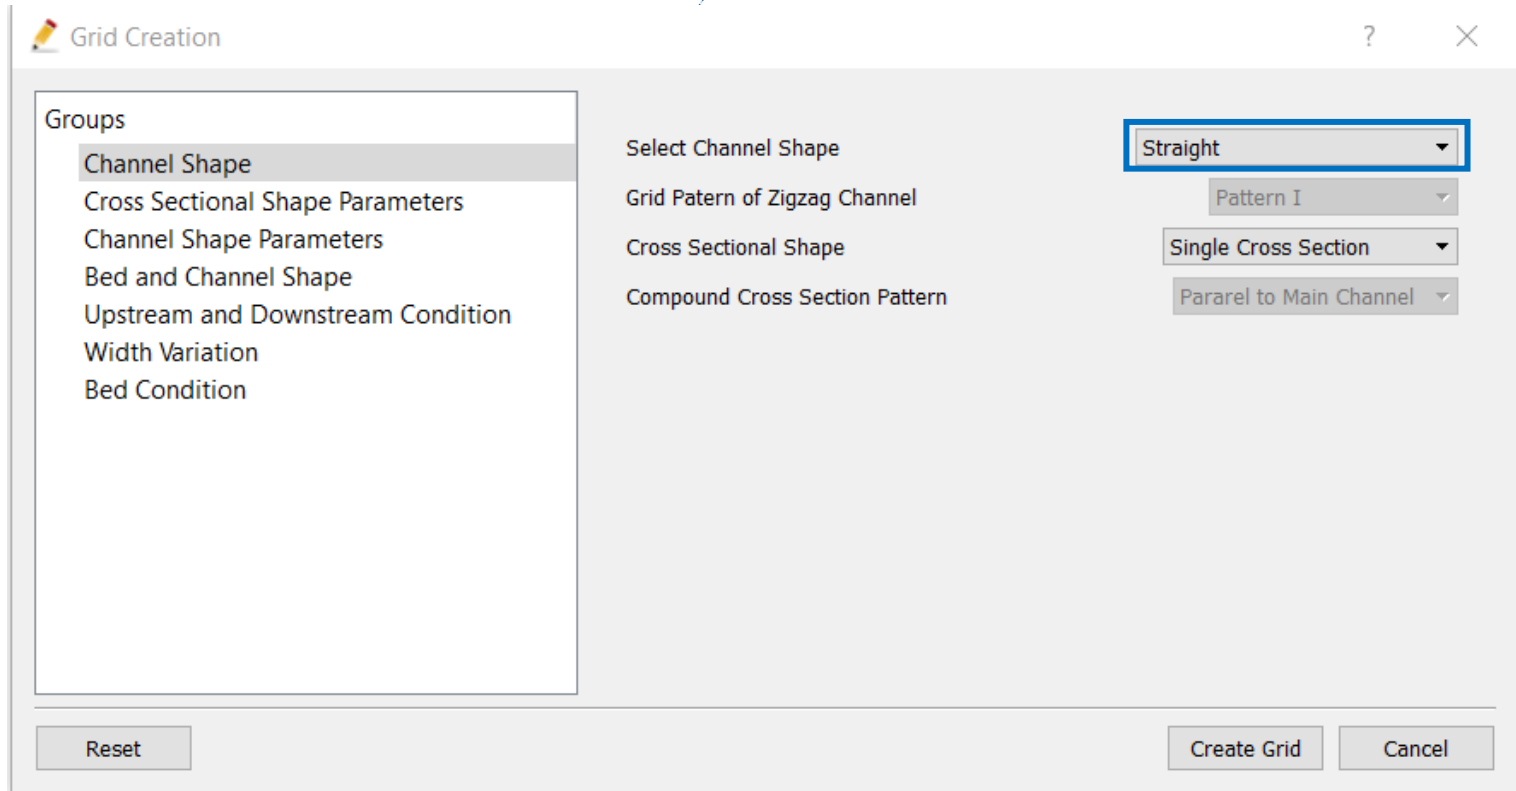 Grid Creation
Groups
Channel Shape
Cross Sectional Shape Parameters
Channel Shape Parameters
Bed and Channel Shape
Upstream and Downstream Condition
Width Variation
Bed Condition
Select Channel Shape Straight
Grid Patern of Zigzag Channel Pattern I
Cross Sectional Shape Single Cross Section
Compound Cross Section Pattern Pararel to Main Channel
Reset Create Grid Cancel